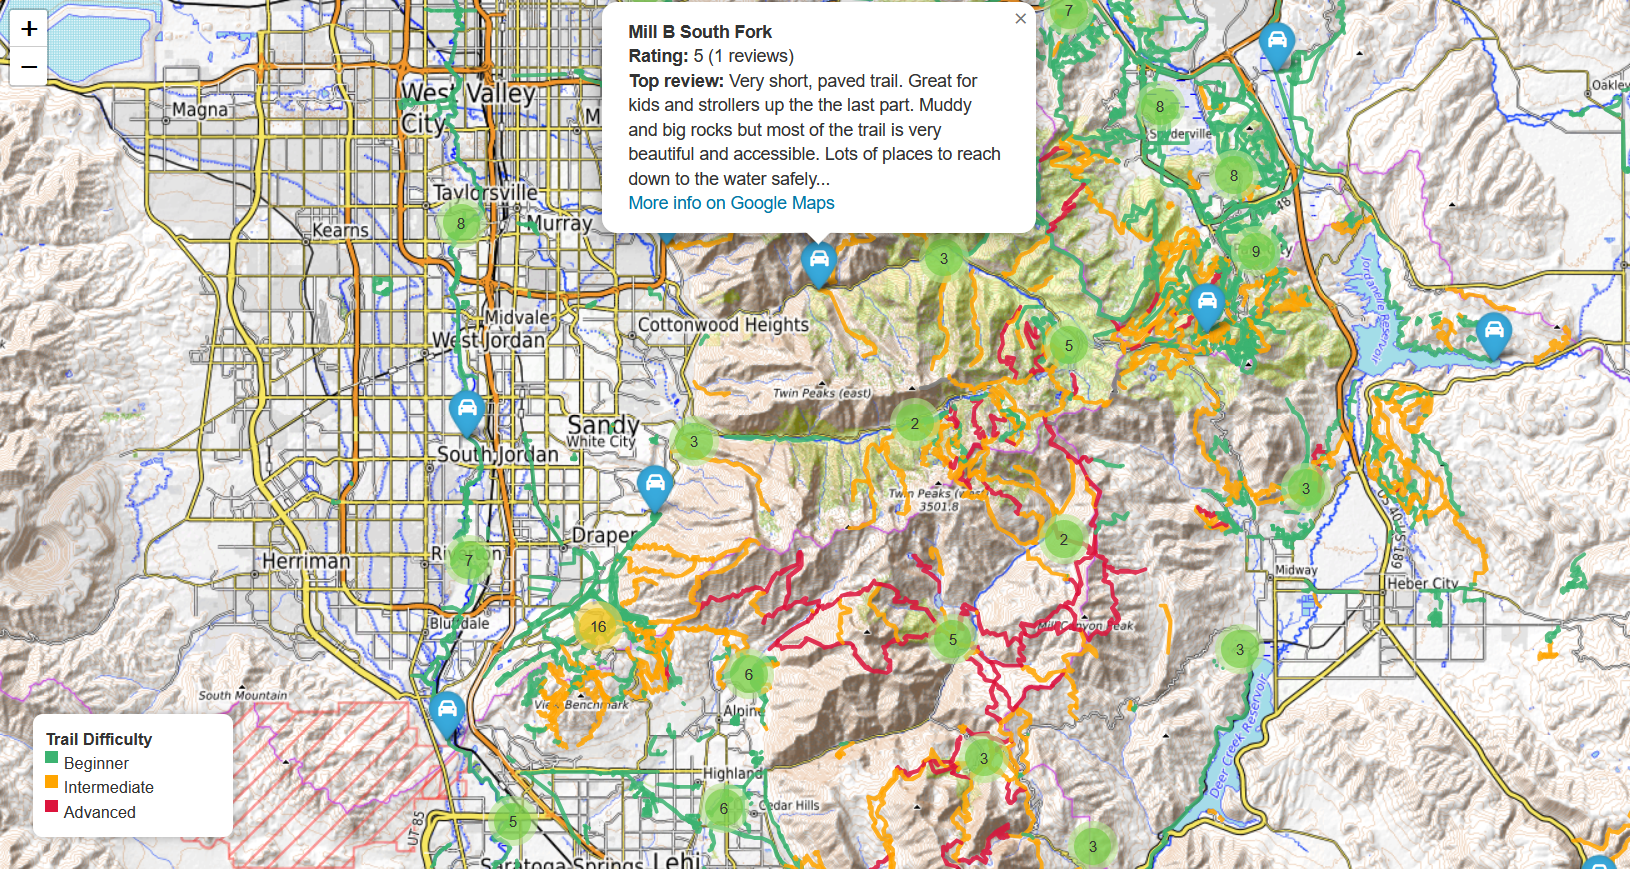 +
−
Mill B South Fork
Rating: 5 (1 reviews)
Top review: Very short, paved trail. Great for
kids and strollers up the the last part. Muddy
and big rocks but most of the trail is very
beautiful and accessible. Lots of places to reach
down to the water safely...
More info on Google Maps
×
7
Oakley
West Valley
City
Magna
M
8
Snyderville
8
Taylorsville
8
Murray
Kearns
48
9
3
Jordanelle Reservoir
Midvale
Cottonwood Heights
West Jordan
5
Twin Peaks (east)
2
Sandy
White City
3
South Jordan
Twin Peaks (west)
3501.8
3
US 40;US 189
Draper
2
Riverton
7
Herriman
Midway
Heber City
Bluffdale
16
5
Mill Canyon Peak
3
6
South Mountain
View Benchmark
Alpine
Deer Creek Reservoir
Trail Difficulty
Beginner
Intermediate
Advanced
3
Highland
6
Cedar Hills
5
UT 85
3
Saratoga Springs
Lehi